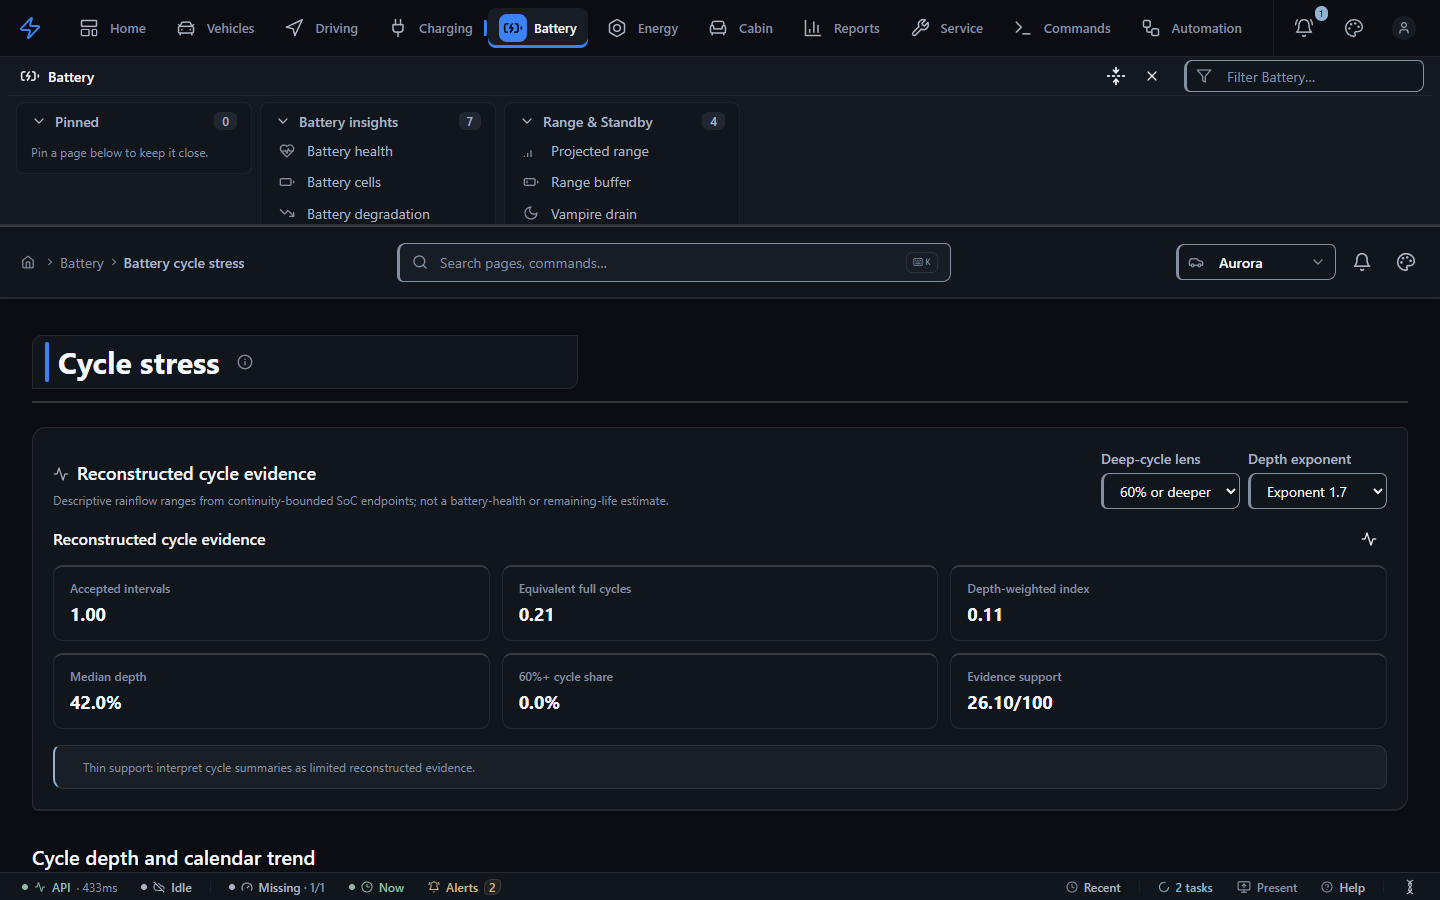 Home Vehicles Driving Charging Battery Energy Cabin Reports Service Commands Automation 1
Battery Filter Battery...
Pinned 0 Battery insights 7 Range & Standby 4
Pin a page below to keep it close. Battery health Projected range
Battery cells Range buffer
Battery degradation Vampire drain
Battery Battery cycle stress Search pages, commands... K Aurora
Cycle stress
Deep-cycle lens Depth exponent
Reconstructed cycle evidence
60% or deeper Exponent 1.7
Descriptive rainflow ranges from continuity-bounded SoC endpoints; not a battery-health or remaining-life estimate.
Reconstructed cycle evidence
Accepted intervals Equivalent full cycles Depth-weighted index
1.00 0.21 0.11
Median depth 60%+ cycle share Evidence support
42.0% 0.0% 26.10/100
Thin support: interpret cycle summaries as limited reconstructed evidence.
Cycle depth and calendar trend
API · 433ms Idle Missing · 1/1 Now Alerts 2 Recent 2 tasks Present Help